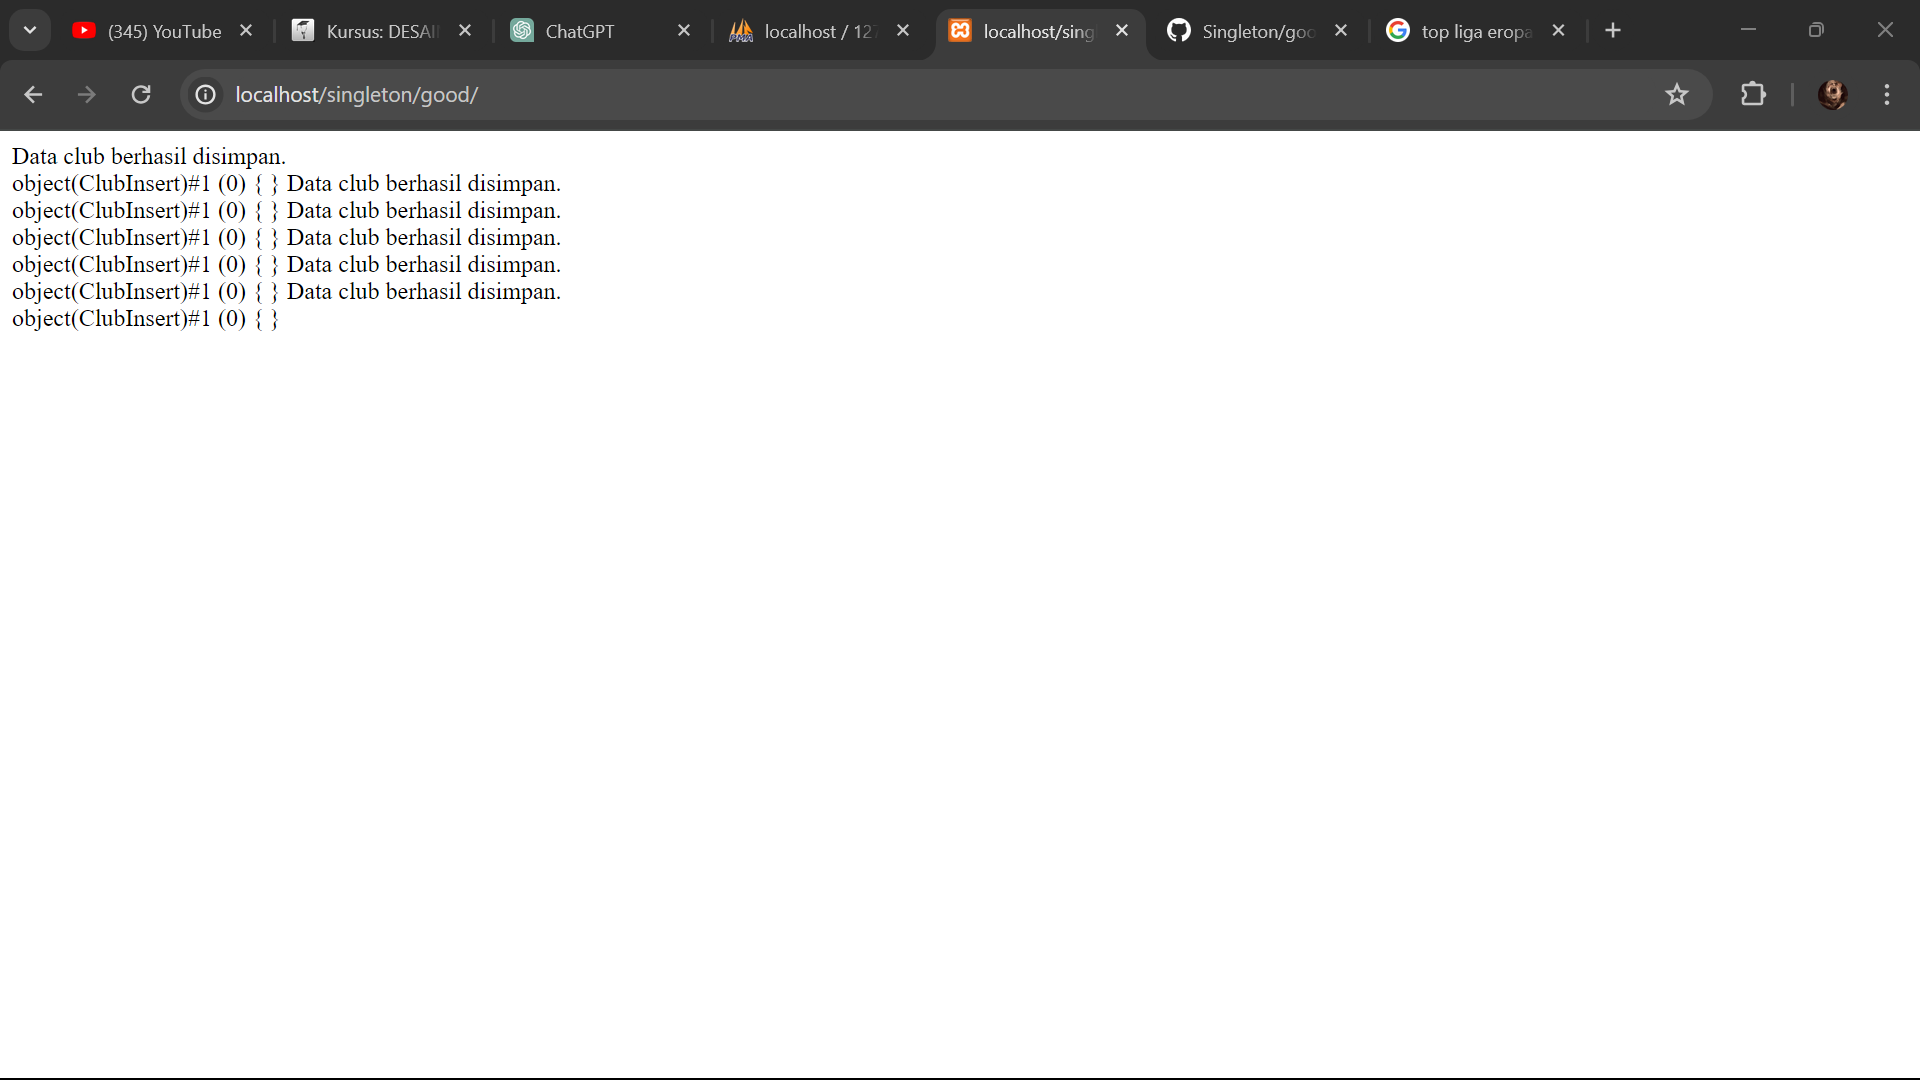 (345) YouTube
Kursus: DESAI
ChatGPT
localhost / 127
localhost/sing
Singleton/goo
top liga eropa
localhost/singleton/good/
Data club berhasil disimpan.
object(ClubInsert)#1 (0) { } Data club berhasil disimpan.
object(ClubInsert)#1 (0) { } Data club berhasil disimpan.
object(ClubInsert)#1 (0) { } Data club berhasil disimpan.
object(ClubInsert)#1 (0) { } Data club berhasil disimpan.
object(ClubInsert)#1 (0) { } Data club berhasil disimpan.
object(ClubInsert)#1 (0) { }